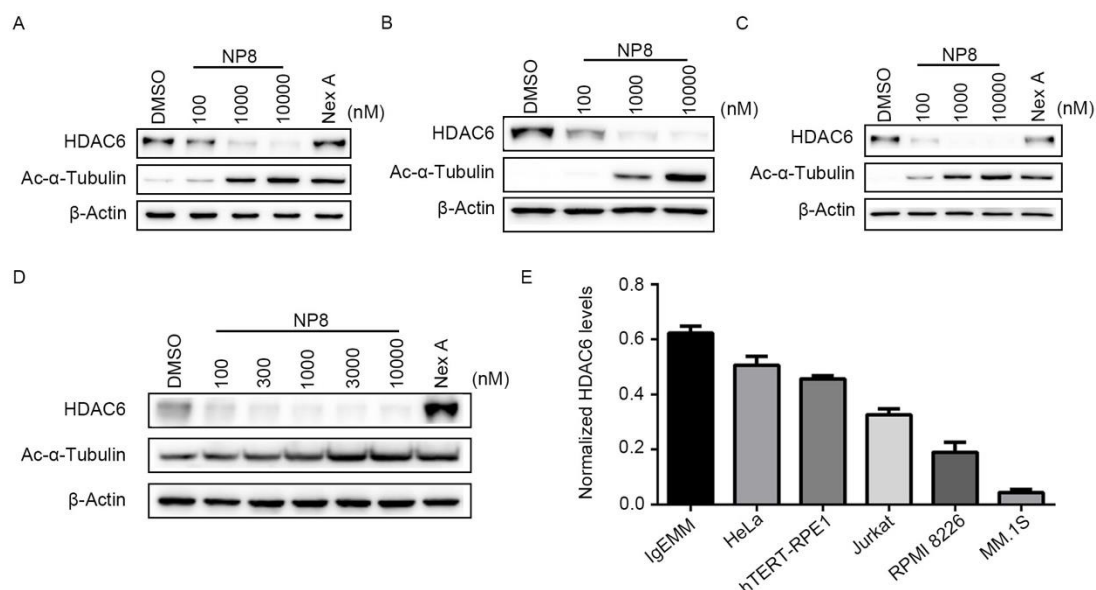 A
NP8
DMSO
100
1000
10000
Nex A
(nM)
HDAC6
Ac-α-Tubulin
β-Actin
B
NP8
DMSO
100
1000
10000
(nM)
HDAC6
Ac-α-Tubulin
β-Actin
C
NP8
DMSO
100
1000
10000
Nex A
(nM)
HDAC6
Ac-α-Tubulin
β-Actin
D
NP8
DMSO
100
300
1000
3000
10000
Nex A
(nM)
HDAC6
Ac-α-Tubulin
β-Actin
E
Normalized HDAC6 levels
0.8
0.6
0.4
0.2
0.0
IgEMM
HeLa
hTERT-RPE1
Jurkat
RPMI 8226
MM.1S